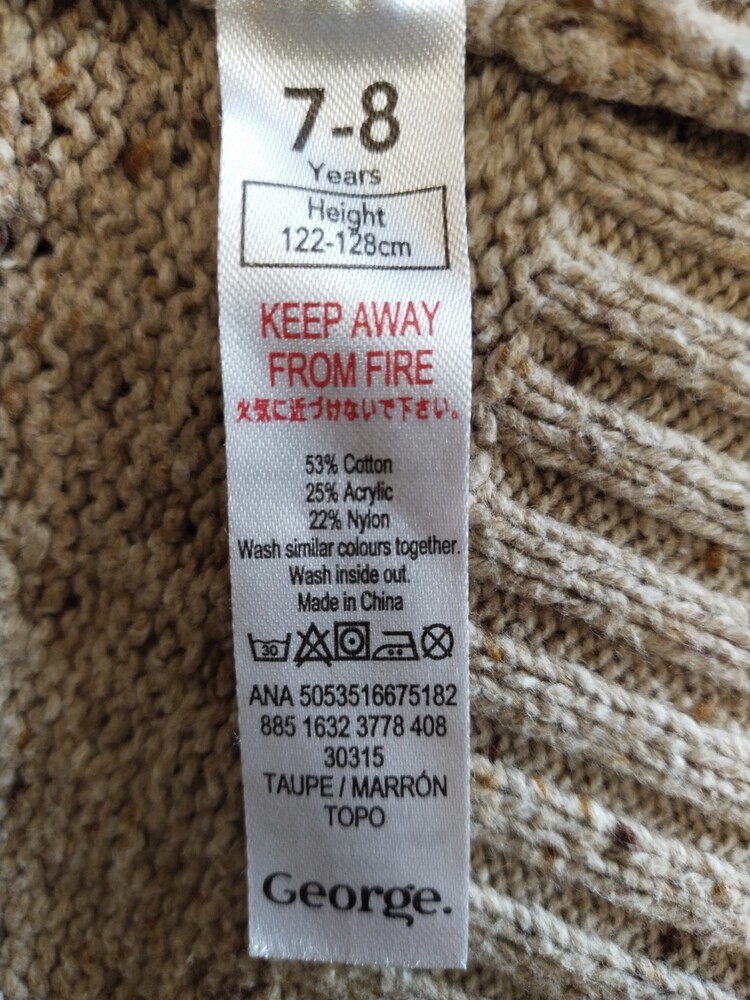 7-8
Years
Height
122-128cm
KEEP AWAY
FROM FIRE
火気に近づけないで下さい。
53% Cotton
25% Acrylic
22% Nylon
Wash similar colours together.
Wash inside out.
Made in China
30
ANA 5053516675182
885 1632 3778 408
30315
TAUPE / MARRÓN
TOPO
George.